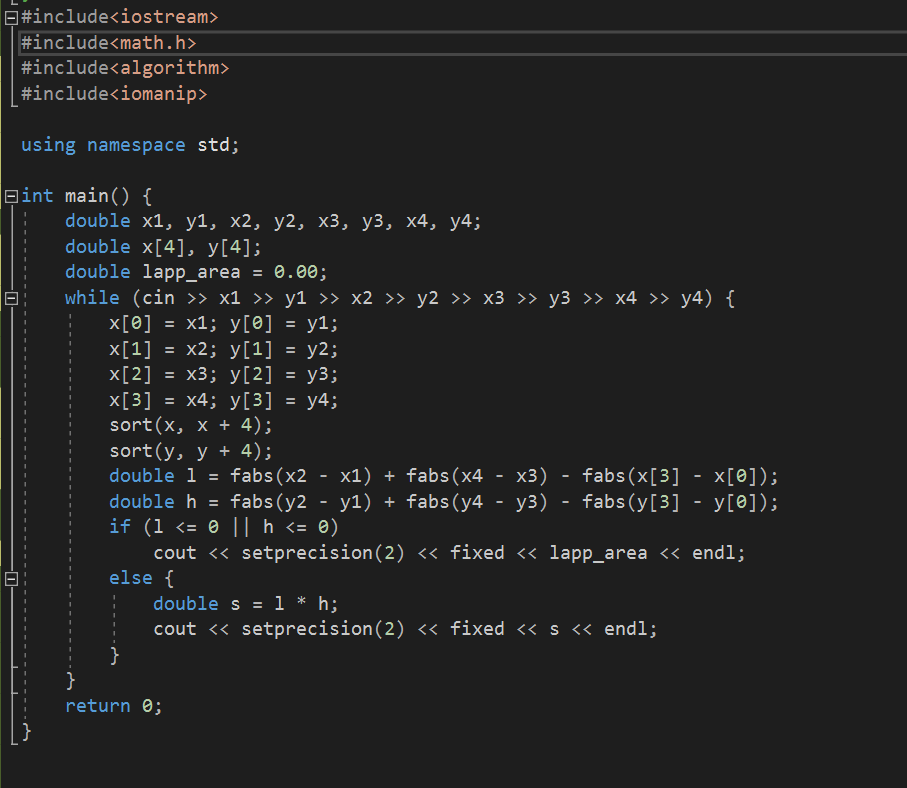 #include<iostream>
#include<math.h>
#include<algorithm>
#include<iomanip>

using namespace std;

int main() {
    double x1, y1, x2, y2, x3, y3, x4, y4;
    double x[4], y[4];
    double lapp_area = 0.00;
    while (cin >> x1 >> y1 >> x2 >> y2 >> x3 >> y3 >> x4 >> y4) {
        x[0] = x1; y[0] = y1;
        x[1] = x2; y[1] = y2;
        x[2] = x3; y[2] = y3;
        x[3] = x4; y[3] = y4;
        sort(x, x + 4);
        sort(y, y + 4);
        double l = fabs(x2 - x1) + fabs(x4 - x3) - fabs(x[3] - x[0]);
        double h = fabs(y2 - y1) + fabs(y4 - y3) - fabs(y[3] - y[0]);
        if (l <= 0 || h <= 0)
            cout << setprecision(2) << fixed << lapp_area << endl;
        else {
            double s = l * h;
            cout << setprecision(2) << fixed << s << endl;
        }
    }
    return 0;
}